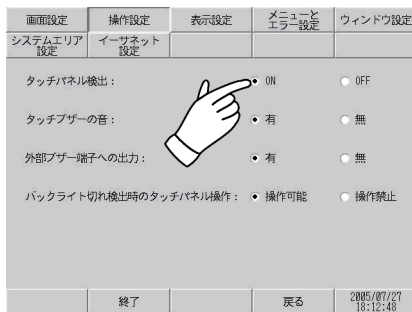 画面設定
操作設定
表示設定
メニューと
エラー設定
ウィンドウ設定
システムエリア
設定
イーサネット
設定
タッチパネル検出：
ON
OFF
タッチブザーの音：
有
無
外部ブザー端子への出力：
有
無
バックライト切れ検出時のタッチパネル操作：
操作可能
操作禁止
終了
戻る
2005/07/27
18:12:48